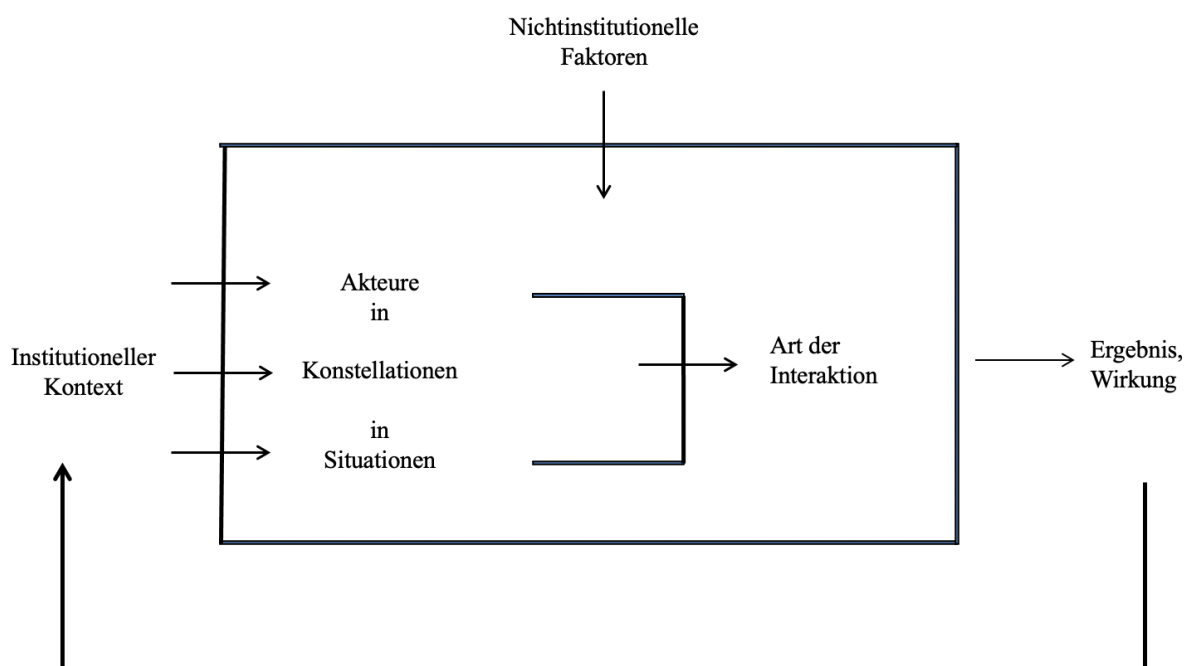 Nichtinstitutionelle
Faktoren
Institutioneller
Kontext
Akteure
in
Konstellationen
in
Situationen
Art der
Interaktion
Ergebnis,
Wirkung